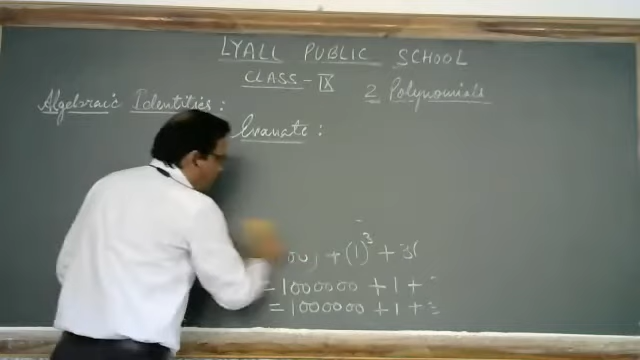 LYALL PUBLIC SCHOOL
CLASS - IX 2 Polynomials
Algebraic Identities :
Evaluate :
+ (1)³ + 3(
= 1000000 + 1 +
= 1000000 + 1 + 3